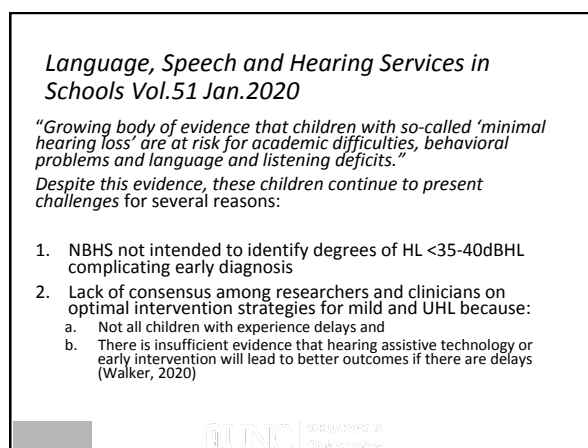 Language, Speech and Hearing Services in
Schools Vol.51 Jan.2020
“Growing body of evidence that children with so-called ‘minimal
hearing loss’ are at risk for academic difficulties, behavioral
problems and language and listening deficits.”
Despite this evidence, these children continue to present
challenges for several reasons:
1. NBHS not intended to identify degrees of HL <35-40dBHL
complicating early diagnosis
2. Lack of consensus among researchers and clinicians on
optimal intervention strategies for mild and UHL because:
a. Not all children with experience delays and
b. There is insufficient evidence that hearing assistive technology or
early intervention will lead to better outcomes if there are delays
(Walker, 2020)
UNC